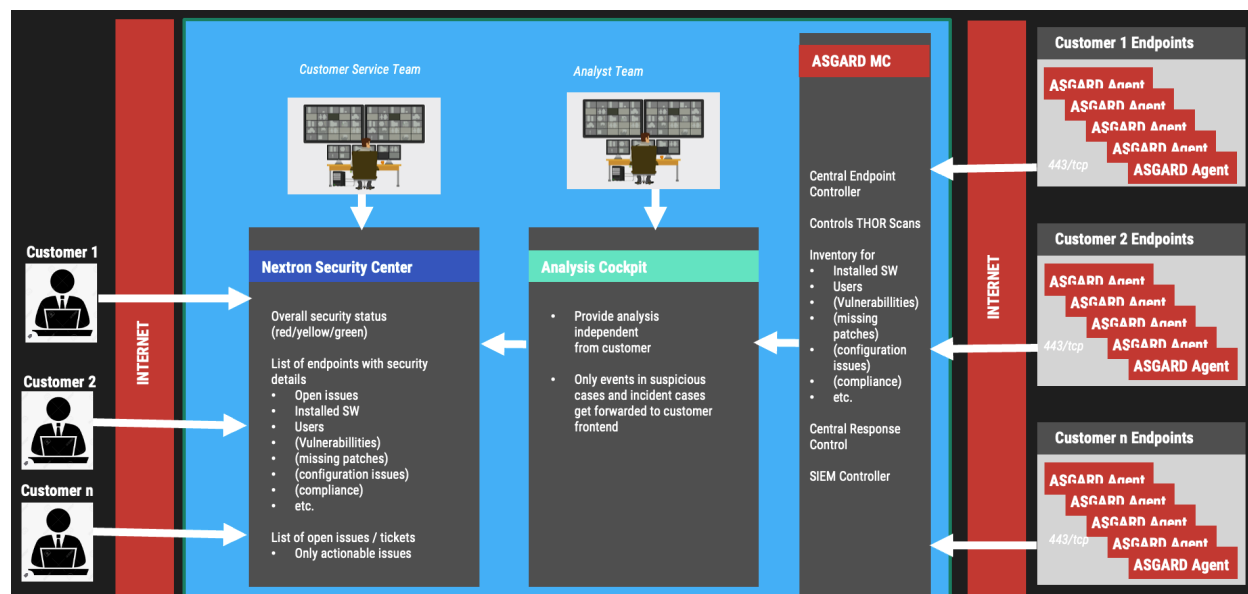 Customer 1
Customer 2
Customer n
INTERNET
Customer Service Team
Nextron Security Center
Overall security status
(red/yellow/green)
List of endpoints with security
details
• Open issues
• Installed SW
• Users
• (Vulnerabillities)
• (missing patches)
• (configuration issues)
• (compliance)
• etc.
List of open issues / tickets
• Only actionable issues
Analyst Team
Analysis Cockpit
• Provide analysis
independent
from customer
• Only events in suspicious
cases and incident cases
get forwarded to customer
frontend
ASGARD MC
Central Endpoint
Controller
Controls THOR Scans
Inventory for
• Installed SW
• Users
• (Vulnerabillities)
• (missing
patches)
• (configuration
issues)
• (compliance)
• etc.
Central Response
Control
SIEM Controller
INTERNET
Customer 1 Endpoints
ASGARD Agent
ASGARD Agent
ASGARD Agent
ASGARD Agent
ASGARD Agent
443/tcp
Customer 2 Endpoints
ASGARD Agent
ASGARD Agent
ASGARD Agent
ASGARD Agent
ASGARD Agent
443/tcp
Customer n Endpoints
ASGARD Agent
ASGARD Agent
ASGARD Agent
ASGARD Agent
ASGARD Agent
443/tcp